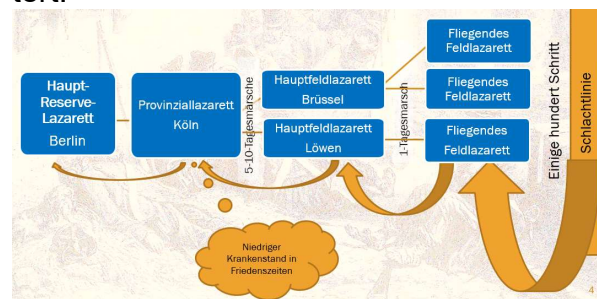 Haupt-
Reserve-
Lazarett
Berlin
Provinziallazarett
Köln
5-10-Tagesmarsche
Hauptfeldlazarett
Brüssel
Hauptfeldlazarett
Löwen
1-Tagesmarsch
Fliegendes
Feldlazarett
Fliegendes
Feldlazarett
Fliegendes
Feldlazarett
Einige hundert Schritt
Schlachtlinie
Niedriger
Krankenstand in
Friedenszeiten
4